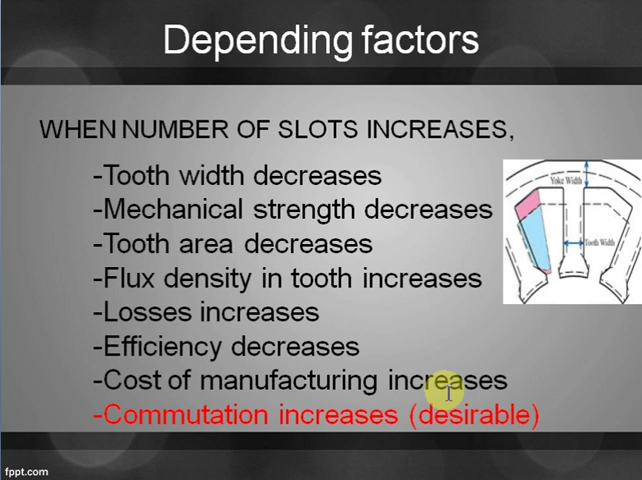 Depending factors
WHEN NUMBER OF SLOTS INCREASES,
-Tooth width decreases
-Mechanical strength decreases
-Tooth area decreases
-Flux density in tooth increases
-Losses increases
-Efficiency decreases
-Cost of manufacturing increases
-Commutation increases (desirable)
Yoke Width
Tooth Width
fppt.com